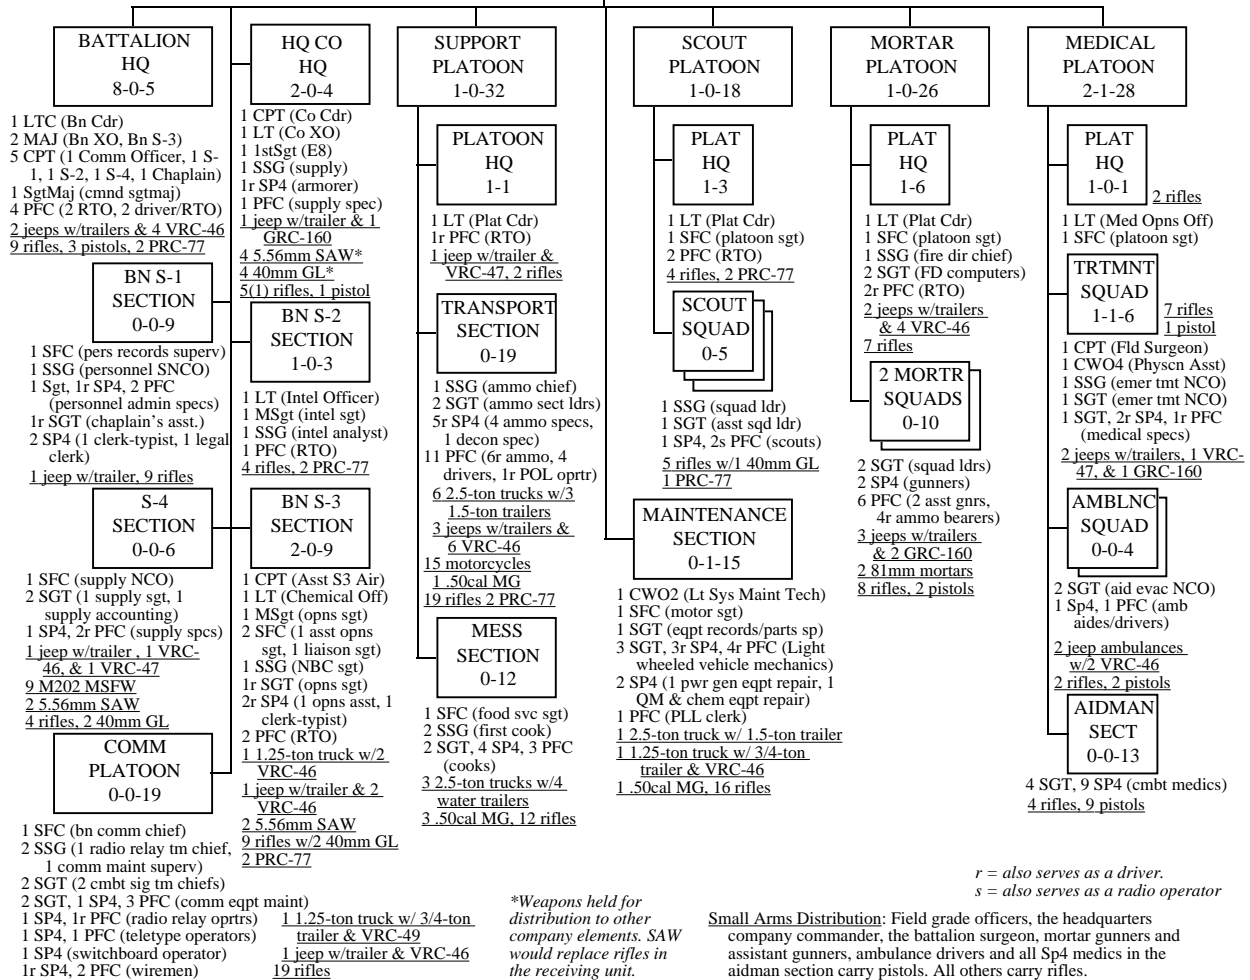 BATTALION
HQ
8-0-5
1 LTC (Bn Cdr)
2 MAJ (Bn XO, Bn S-3)
5 CPT (1 Comm Officer, 1 S-
1, 1 S-2, 1 S-4, 1 Chaplain)
1 SgtMaj (cmnd sgtmaj)
4 PFC (2 RTO, 2 driver/RTO)
2 jeeps w/trailers & 4 VRC-46
9 rifles, 3 pistols, 2 PRC-77
BN S-1
SECTION
0-0-9
1 SFC (pers records superv)
1 SSG (personnel SNCO)
1 Sgt, 1r SP4, 2 PFC
(personnel admin specs)
1r SGT (chaplain's asst.)
2 SP4 (1 clerk-typist, 1 legal
clerk)
1 jeep w/trailer, 9 rifles
S-4
SECTION
0-0-6
1 SFC (supply NCO)
2 SGT (1 supply sgt, 1
supply accounting)
1 SP4, 2r PFC (supply spcs)
1 jeep w/trailer , 1 VRC-
46, & 1 VRC-47
9 M202 MSFW
2 5.56mm SAW
4 rifles, 2 40mm GL
COMM
PLATOON
0-0-19
1 SFC (bn comm chief)
2 SSG (1 radio relay tm chief,
1 comm maint superv)
2 SGT (2 cmbt sig tm chiefs)
2 SGT, 1 SP4, 3 PFC (comm eqpt maint)
1 SP4, 1r PFC (radio relay oprtrs)
1 SP4, 1 PFC (teletype operators)
1 SP4 (switchboard operator)
1r SP4, 2 PFC (wiremen)
1 1.25-ton truck w/ 3/4-ton
trailer & VRC-49
1 jeep w/trailer & VRC-46
19 rifles
HQ CO
HQ
2-0-4
1 CPT (Co Cdr)
1 LT (Co XO)
1 1stSgt (E8)
1 SSG (supply)
1r SP4 (armorer)
1 PFC (supply spec)
1 jeep w/trailer & 1
GRC-160
4 5.56mm SAW*
4 40mm GL*
5(1) rifles, 1 pistol
BN S-2
SECTION
1-0-3
1 LT (Intel Officer)
1 MSgt (intel sgt)
1 SSG (intel analyst)
1 PFC (RTO)
4 rifles, 2 PRC-77
BN S-3
SECTION
2-0-9
1 CPT (Asst S3 Air)
1 LT (Chemical Off)
1 MSgt (opns sgt)
2 SFC (1 asst opns
sgt, 1 liaison sgt)
1 SSG (NBC sgt)
1r SGT (opns sgt)
2r SP4 (1 opns asst, 1
clerk-typist)
2 PFC (RTO)
1 1.25-ton truck w/2
VRC-46
1 jeep w/trailer & 2
VRC-46
2 5.56mm SAW
9 rifles w/2 40mm GL
2 PRC-77
SUPPORT
PLATOON
1-0-32
PLATOON
HQ
1-1
1 LT (Plat Cdr)
1r PFC (RTO)
1 jeep w/trailer &
VRC-47, 2 rifles
TRANSPORT
SECTION
0-19
1 SSG (ammo chief)
2 SGT (ammo sect ldrs)
5r SP4 (4 ammo specs,
1 decon spec)
11 PFC (6r ammo, 4
drivers, 1r POL oprtr)
6 2.5-ton trucks w/3
1.5-ton trailers
3 jeeps w/trailers &
6 VRC-46
15 motorcycles
1 .50cal MG
19 rifles 2 PRC-77
MESS
SECTION
0-12
1 SFC (food svc sgt)
2 SSG (first cook)
2 SGT, 4 SP4, 3 PFC
(cooks)
3 2.5-ton trucks w/4
water trailers
3 .50cal MG, 12 rifles
*Weapons held for
distribution to other
company elements. SAW
would replace rifles in
the receiving unit.
SCOUT
PLATOON
1-0-18
PLAT
HQ
1-3
1 LT (Plat Cdr)
1 SFC (platoon sgt)
2 PFC (RTO)
4 rifles, 2 PRC-77
SCOUT
SQUAD
0-5
1 SSG (squad ldr)
1 SGT (asst sqd ldr)
1 SP4, 2s PFC (scouts)
5 rifles w/1 40mm GL
1 PRC-77
MAINTENANCE
SECTION
0-1-15
1 CWO2 (Lt Sys Maint Tech)
1 SFC (motor sgt)
1 SGT (eqpt records/parts sp)
3 SGT, 3r SP4, 4r PFC (Light
wheeled vehicle mechanics)
2 SP4 (1 pwr gen eqpt repair, 1
QM & chem eqpt repair)
1 PFC (PLL clerk)
1 2.5-ton truck w/ 1.5-ton trailer
1 1.25-ton truck w/ 3/4-ton
trailer & VRC-46
1 .50cal MG, 16 rifles
MORTAR
PLATOON
1-0-26
PLAT
HQ
1-6
1 LT (Plat Cdr)
1 SFC (platoon sgt)
1 SSG (fire dir chief)
2 SGT (FD computers)
2r PFC (RTO)
2 jeeps w/trailers
& 4 VRC-46
7 rifles
2 MORTR
SQUADS
0-10
2 SGT (squad ldrs)
2 SP4 (gunners)
6 PFC (2 asst gnrs,
4r ammo bearers)
3 jeeps w/trailers
& 2 GRC-160
2 81mm mortars
8 rifles, 2 pistols
MEDICAL
PLATOON
2-1-28
PLAT
HQ
1-0-1
2 rifles
1 LT (Med Opns Off)
1 SFC (platoon sgt)
TRTMNT
SQUAD
1-1-6
7 rifles
1 pistol
1 CPT (Fld Surgeon)
1 CWO4 (Physcn Asst)
1 SSG (emer tmt NCO)
1 SGT (emer tmt NCO)
1 SGT, 2r SP4, 1r PFC
(medical specs)
2 jeeps w/trailers, 1 VRC-
47, & 1 GRC-160
AMBLNC
SQUAD
0-0-4
2 SGT (aid evac NCO)
1 Sp4, 1 PFC (amb
aides/drivers)
2 jeep ambulances
w/2 VRC-46
2 rifles, 2 pistols
AIDMAN
SECT
0-0-13
4 SGT, 9 SP4 (cmbt medics)
4 rifles, 9 pistols
r = also serves as a driver.
s = also serves as a radio operator
Small Arms Distribution: Field grade officers, the headquarters
company commander, the battalion surgeon, mortar gunners and
assistant gunners, ambulance drivers and all Sp4 medics in the
aidman section carry pistols. All others carry rifles.